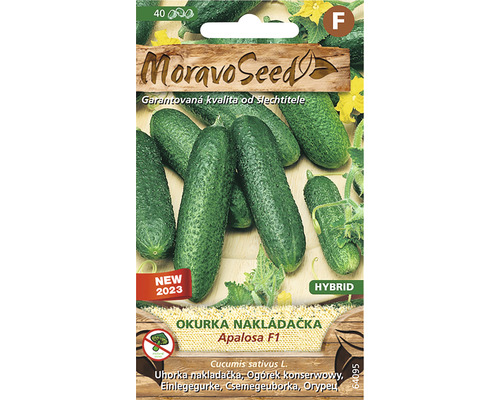 40
F
MoravoSeed
Garantovaná kvalita od šlechtitele
NEW
2023
HYBRID
OKURKA NAKLÁDAČKA
Apalosa F1
Cucumis sativus L.
Uhorka nakladačka, Ogórek konserwowy,
Einlegegurke, Csemegeuborka, Огурец
64095